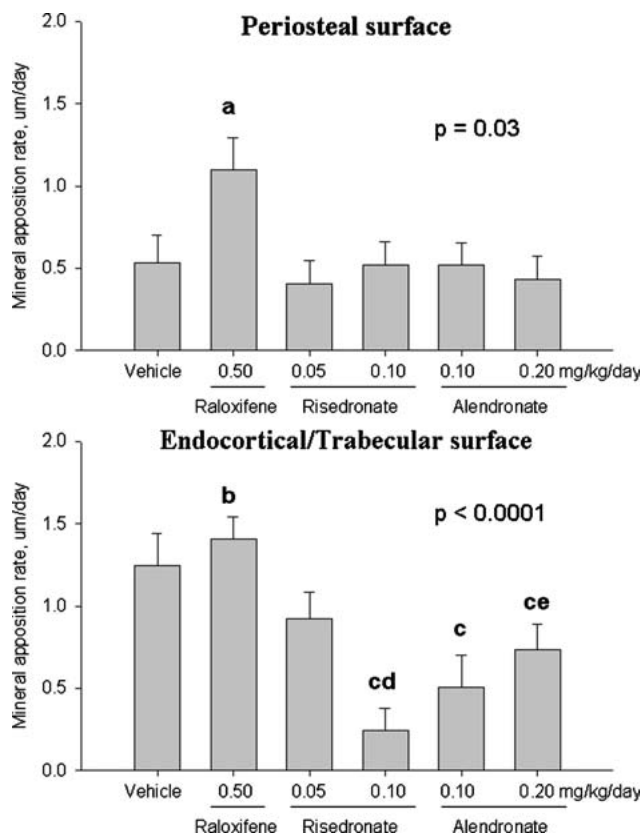 Periosteal surface
Mineral apposition rate, um/day
2.0
1.5
1.0
0.5
0.0
a
p = 0.03
Vehicle 0.50 0.05 0.10 0.10 0.20 mg/kg/day
Raloxifene Risedronate Alendronate
Endocortical/Trabecular surface
Mineral apposition rate, um/day
2.0
1.5
1.0
0.5
0.0
b
p < 0.0001
cd
c
ce
Vehicle 0.50 0.05 0.10 0.10 0.20 mg/kg/day
Raloxifene Risedronate Alendronate